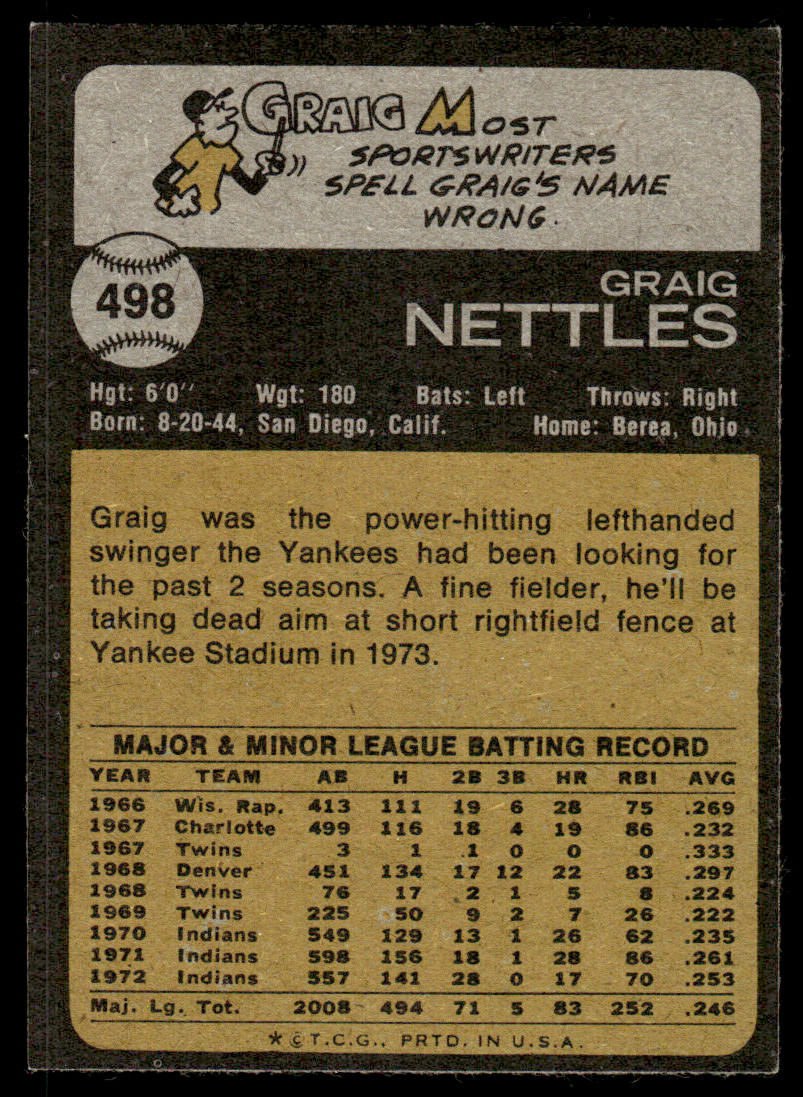 GRAIG MOST
SPORTSWRITERS
SPELL GRAIG'S NAME
WRONG.
498
GRAIG
NETTLES
Hgt: 6'0" Wgt: 180 Bats: Left Throws: Right
Born: 8-20-44, San Diego, Calif. Home: Berea, Ohio
Graig was the power-hitting lefthanded
swinger the Yankees had been looking for
the past 2 seasons. A fine fielder, he'll be
taking dead aim at short rightfield fence at
Yankee Stadium in 1973.
MAJOR & MINOR LEAGUE BATTING RECORD
YEAR TEAM AB H 2B 3B HR RBI AVG
1966 Wis. Rap. 413 111 19 6 28 75 .269
1967 Charlotte 499 116 18 4 19 86 .232
1967 Twins 3 1 1 0 0 0 .333
1968 Denver 451 134 17 12 22 83 .297
1968 Twins 76 17 2 1 5 8 .224
1969 Twins 225 50 9 2 7 26 .222
1970 Indians 549 129 13 1 26 62 .235
1971 Indians 598 156 18 1 28 86 .261
1972 Indians 557 141 28 0 17 70 .253
Maj. Lg. Tot. 2008 494 71 5 83 252 .246
*©T.C.G., PRTD. IN U.S.A.